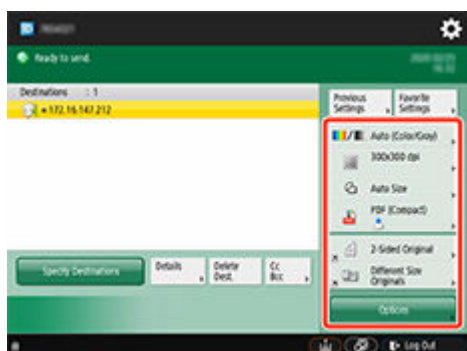 Ready to send.
Destinations : 1
172.16.147.212
Previous Settings
Favorite Settings
Auto (Color/Gray)
300x300 dpi
Auto Size
PDF (Compact)
2-Sided Original
Different Size Originals
Options
Specify Destinations
Details
Delete Dest.
Cc Bcc
Log Out